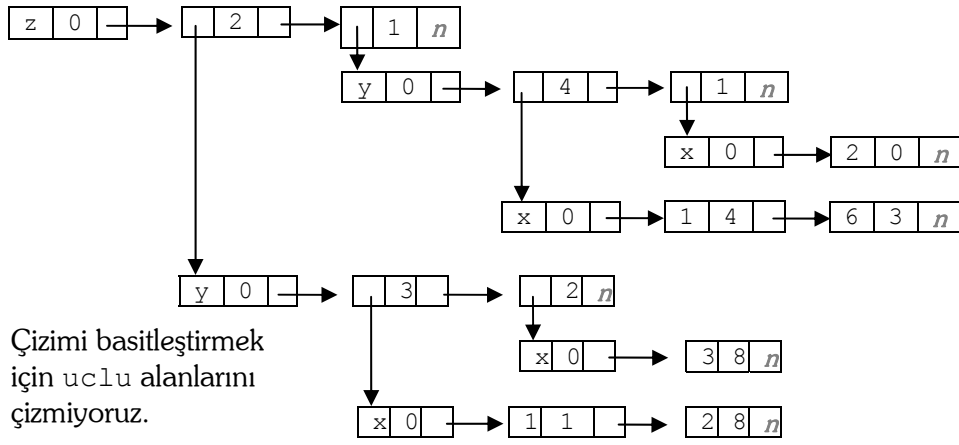 z 0 2 1 n
y 0 4 1 n
x 0 2 0 n
x 0 1 4 6 3 n
y 0 3 2 n
x 0 3 8 n
x 0 1 1 2 8 n
Çizimi basitleştirmek
için uclu alanlarını
çizmiyoruz.